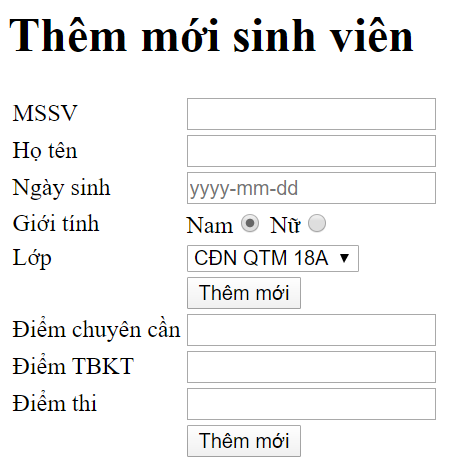 Thêm mới sinh viên
MSSV
Họ tên
Ngày sinh yyyy-mm-dd
Giới tính Nam Nữ
Lớp CĐN QTM 18A
Thêm mới
Điểm chuyên cần
Điểm TBKT
Điểm thi
Thêm mới